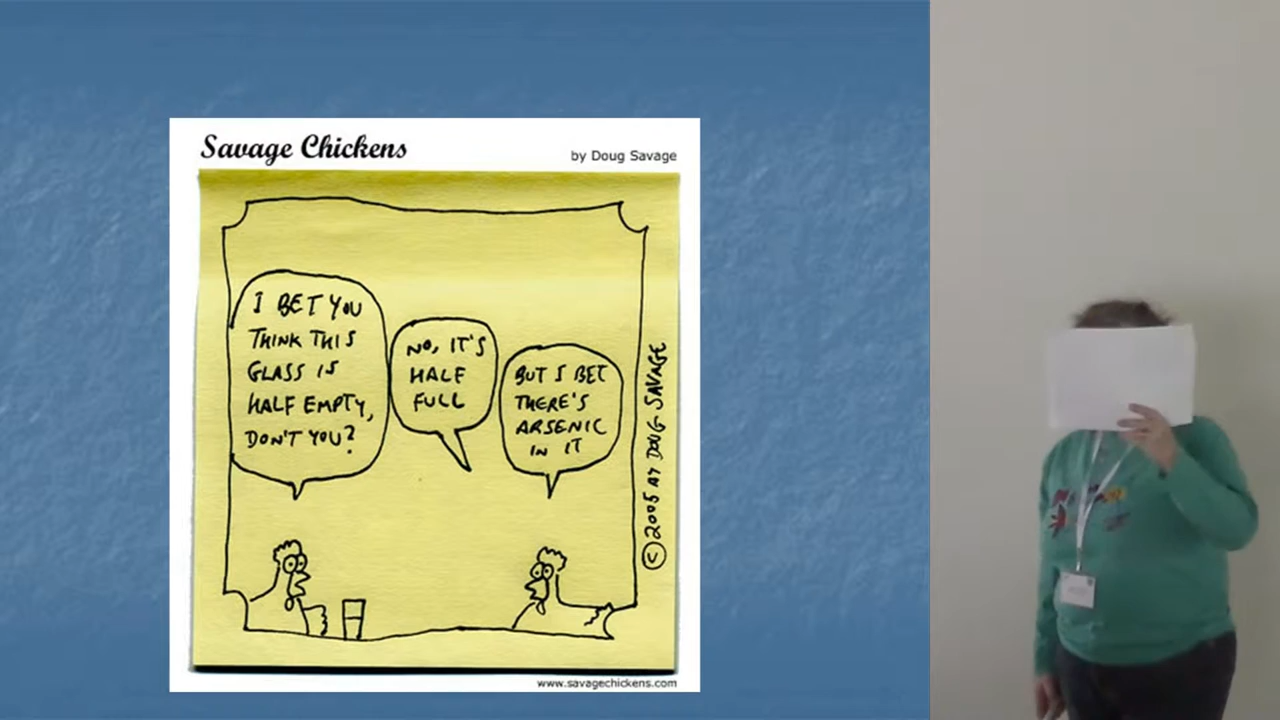 Savage Chickens
by Doug Savage
I BET YOU
THINK THIS
GLASS IS
HALF EMPTY,
DON'T YOU?
NO, IT'S
HALF
FULL
BUT I BET
THERE'S
ARSENIC
IN IT
© 2005 BY DOUG SAVAGE
www.savagechickens.com